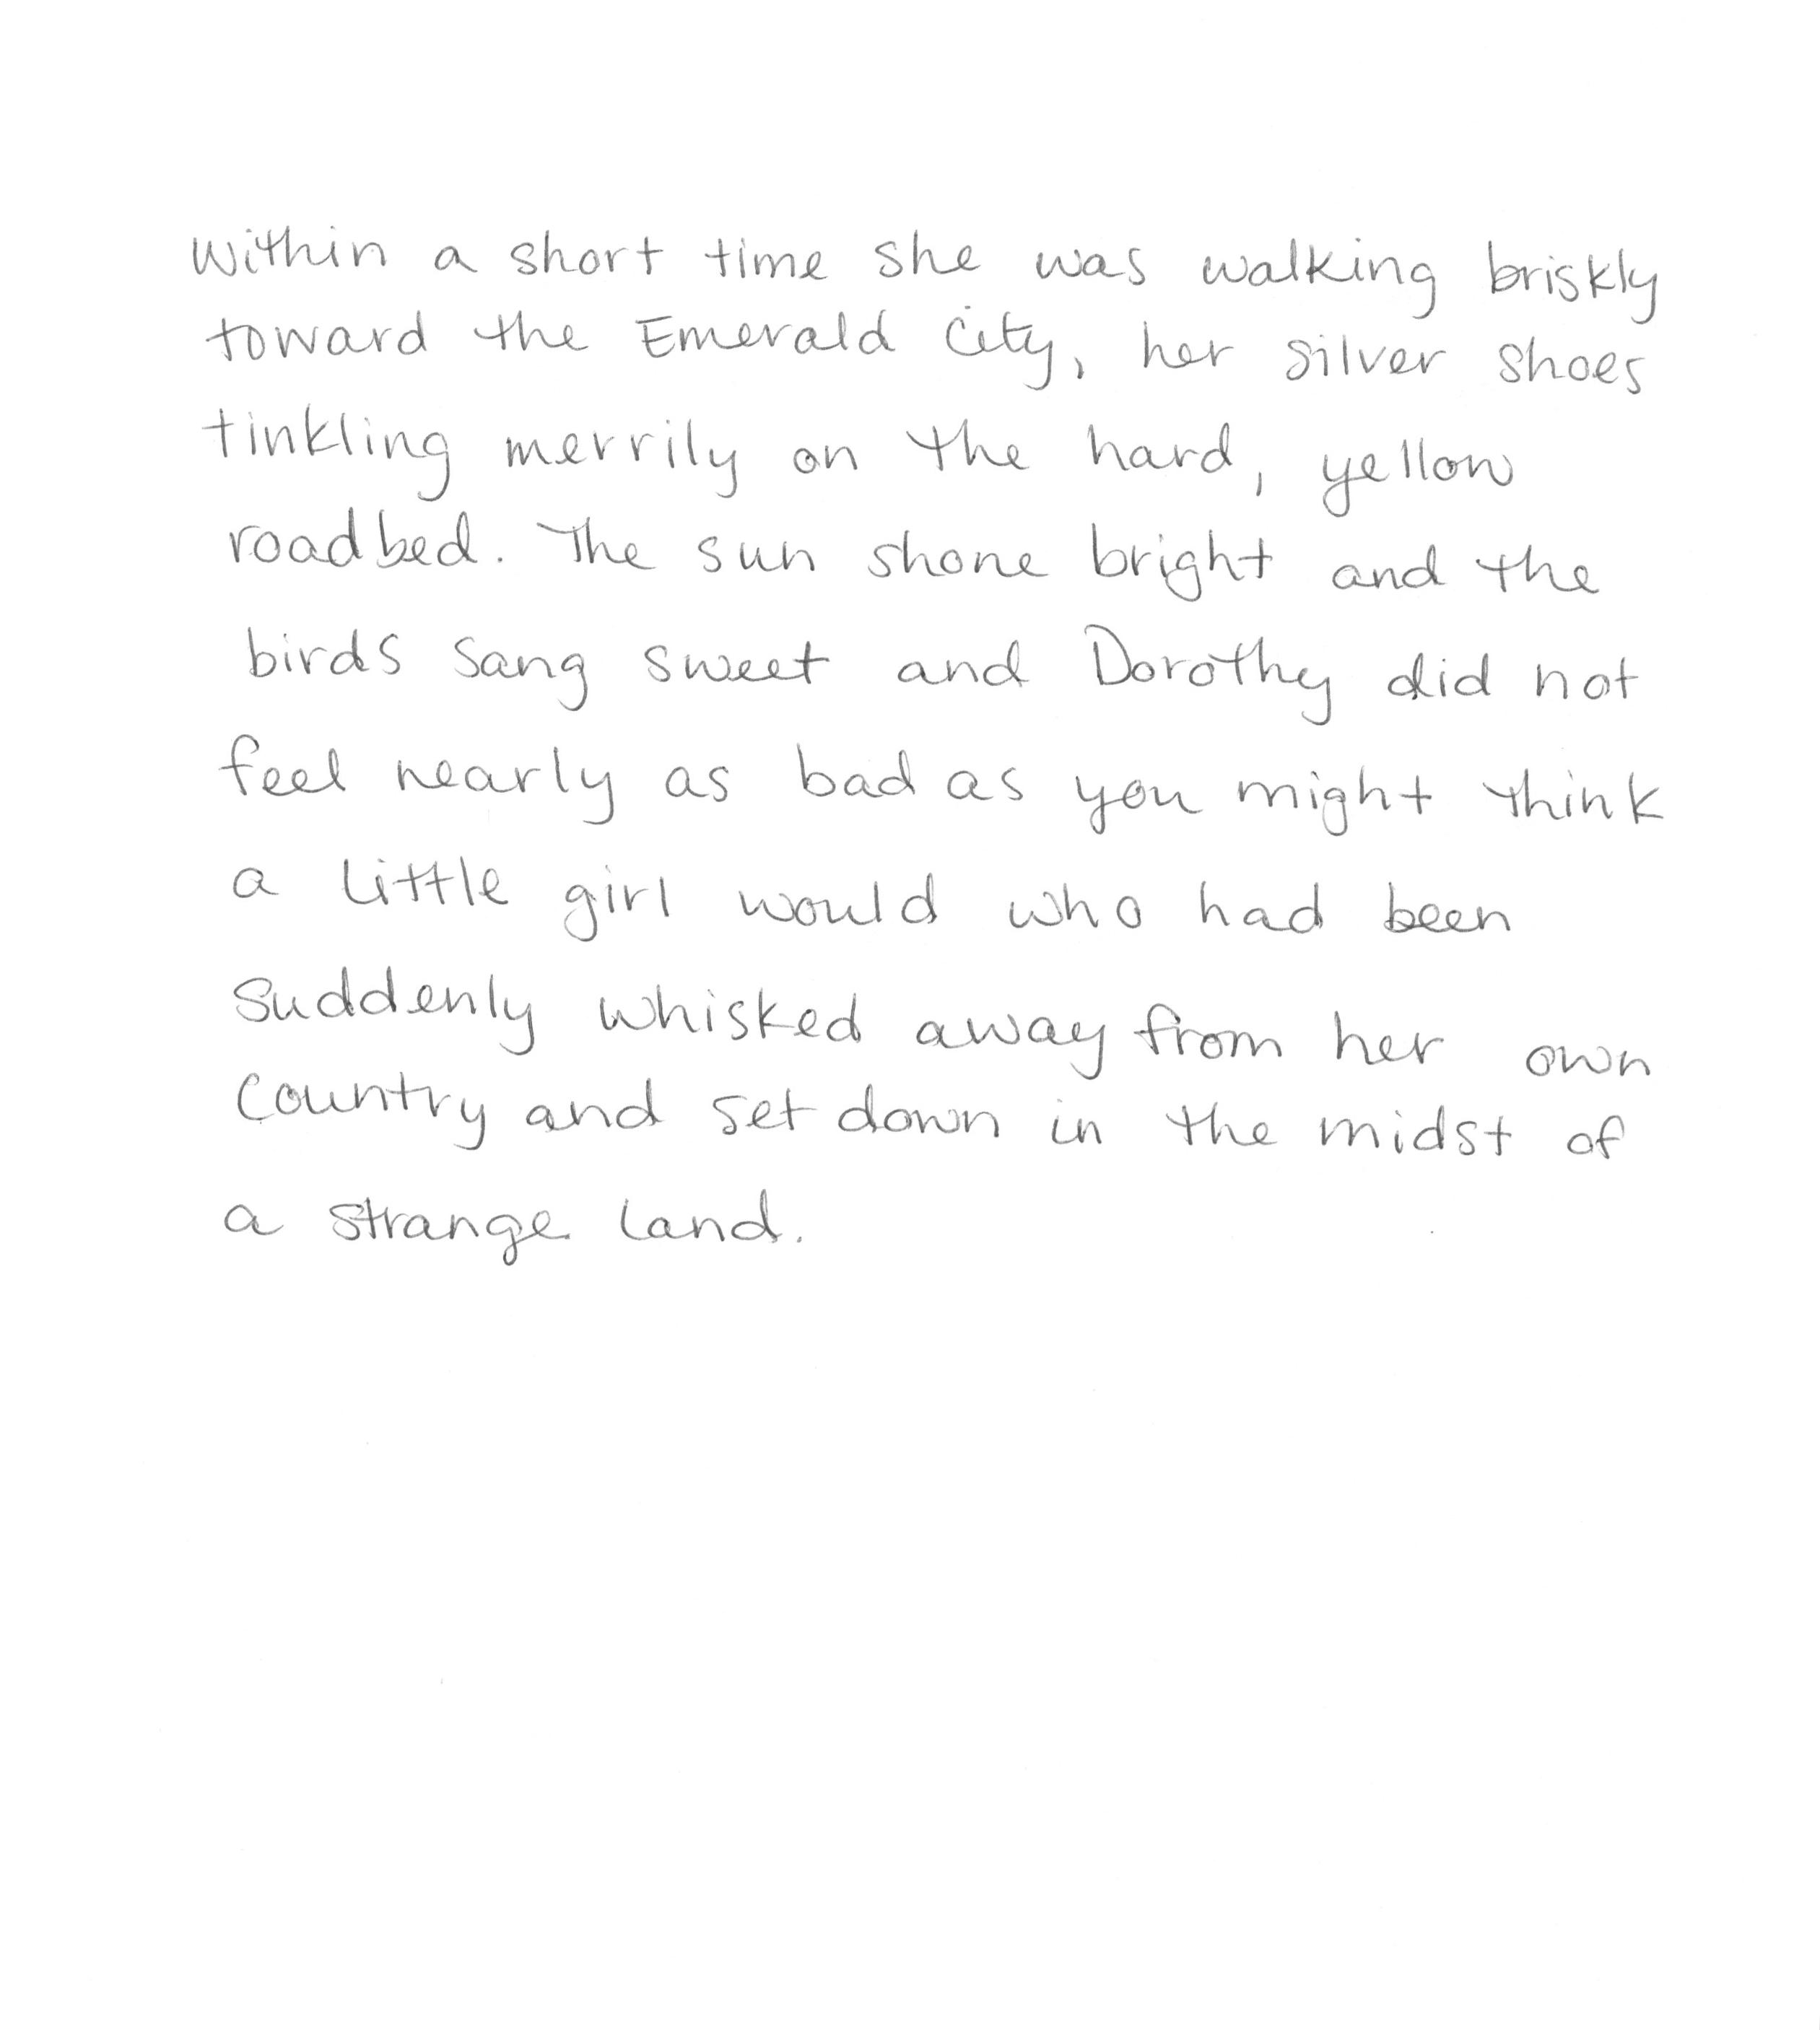 Within a short time she was walking briskly
toward the Emerald City, her silver shoes
tinkling merrily on the hard, yellow
roadbed. The sun shone bright and the
birds sang sweet and Dorothy did not
feel nearly as bad as you might think
a little girl would who had been
suddenly whisked away from her own
country and set down in the midst of
a strange land.